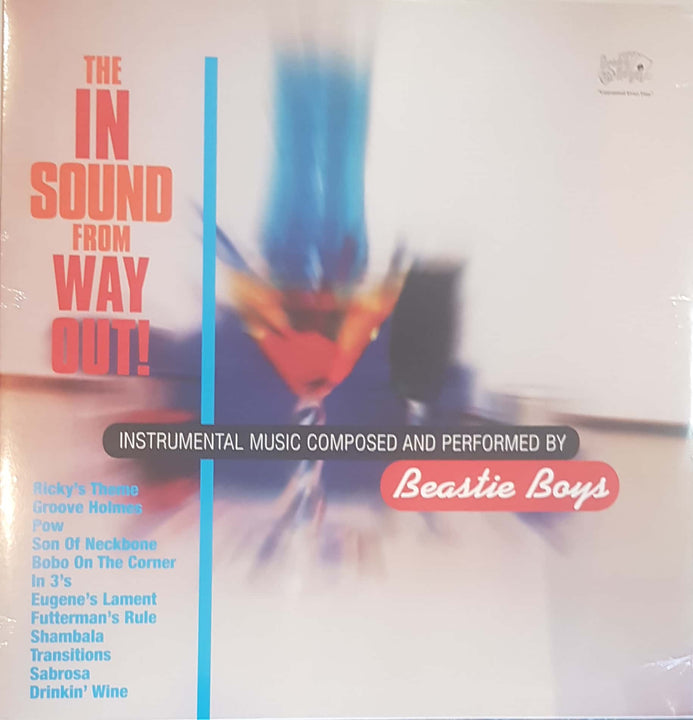 THE
IN
SOUND
FROM
WAY
OUT!
INSTRUMENTAL MUSIC COMPOSED AND PERFORMED BY
Beastie Boys
Ricky's Theme
Groove Holmes
Pow
Son Of Neckbone
Bobo On The Corner
In 3's
Eugene's Lament
Futterman's Rule
Shambala
Transitions
Sabrosa
Drinkin' Wine